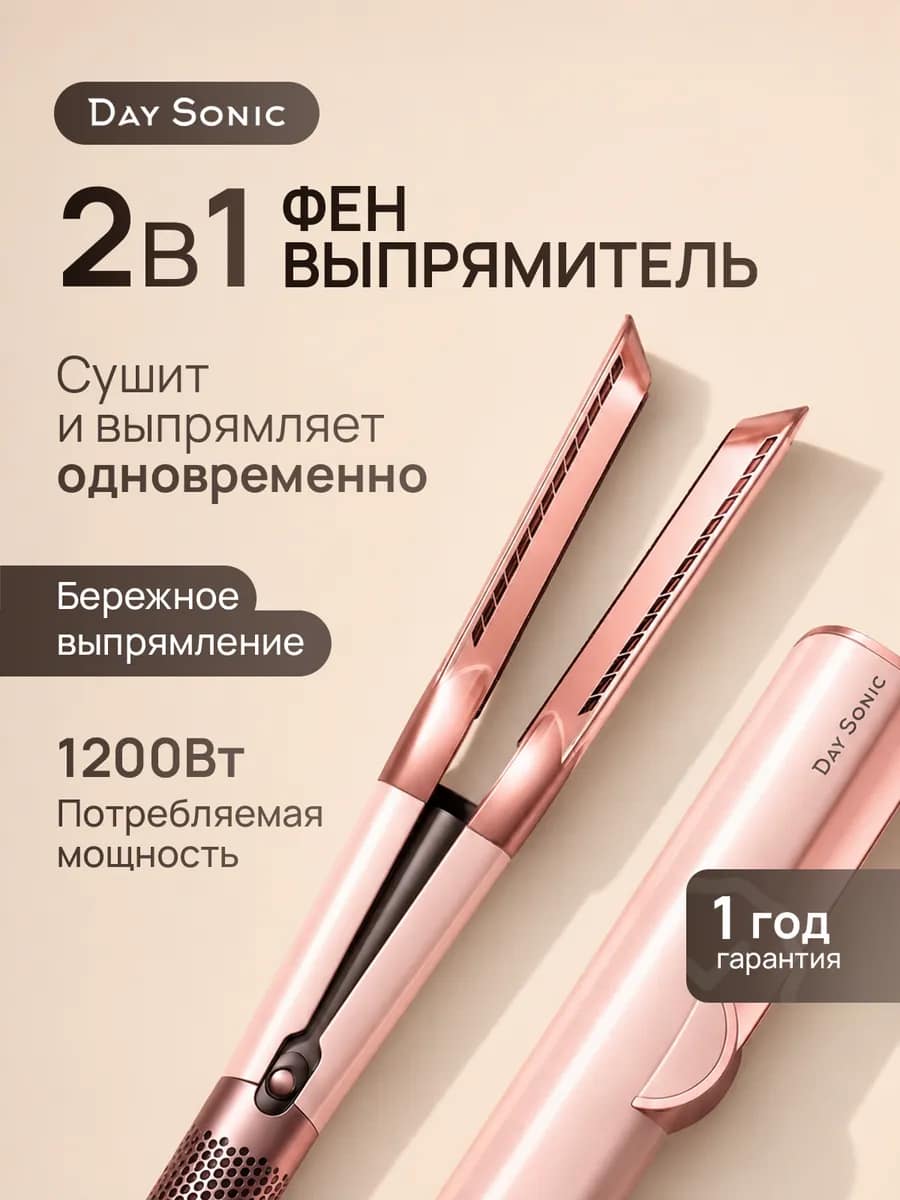 DAY SONIC
2в1 ФЕН
ВЫПРЯМИТЕЛЬ
Сушит
и выпрямляет
одновременно
Бережное
выпрямление
1200Вт
Потребляемая
мощность
DAY SONIC
1 год
гарантия